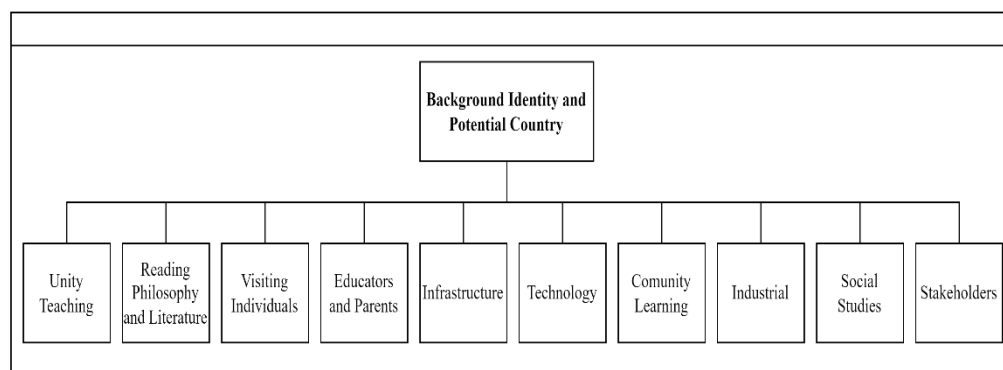 Background Identity and
Potential Country
Unity
Teaching
Reading
Philosophy
and Literature
Visiting
Individuals
Educators
and Parents
Infrastructure
Technology
Comunity
Learning
Industrial
Social
Studies
Stakeholders